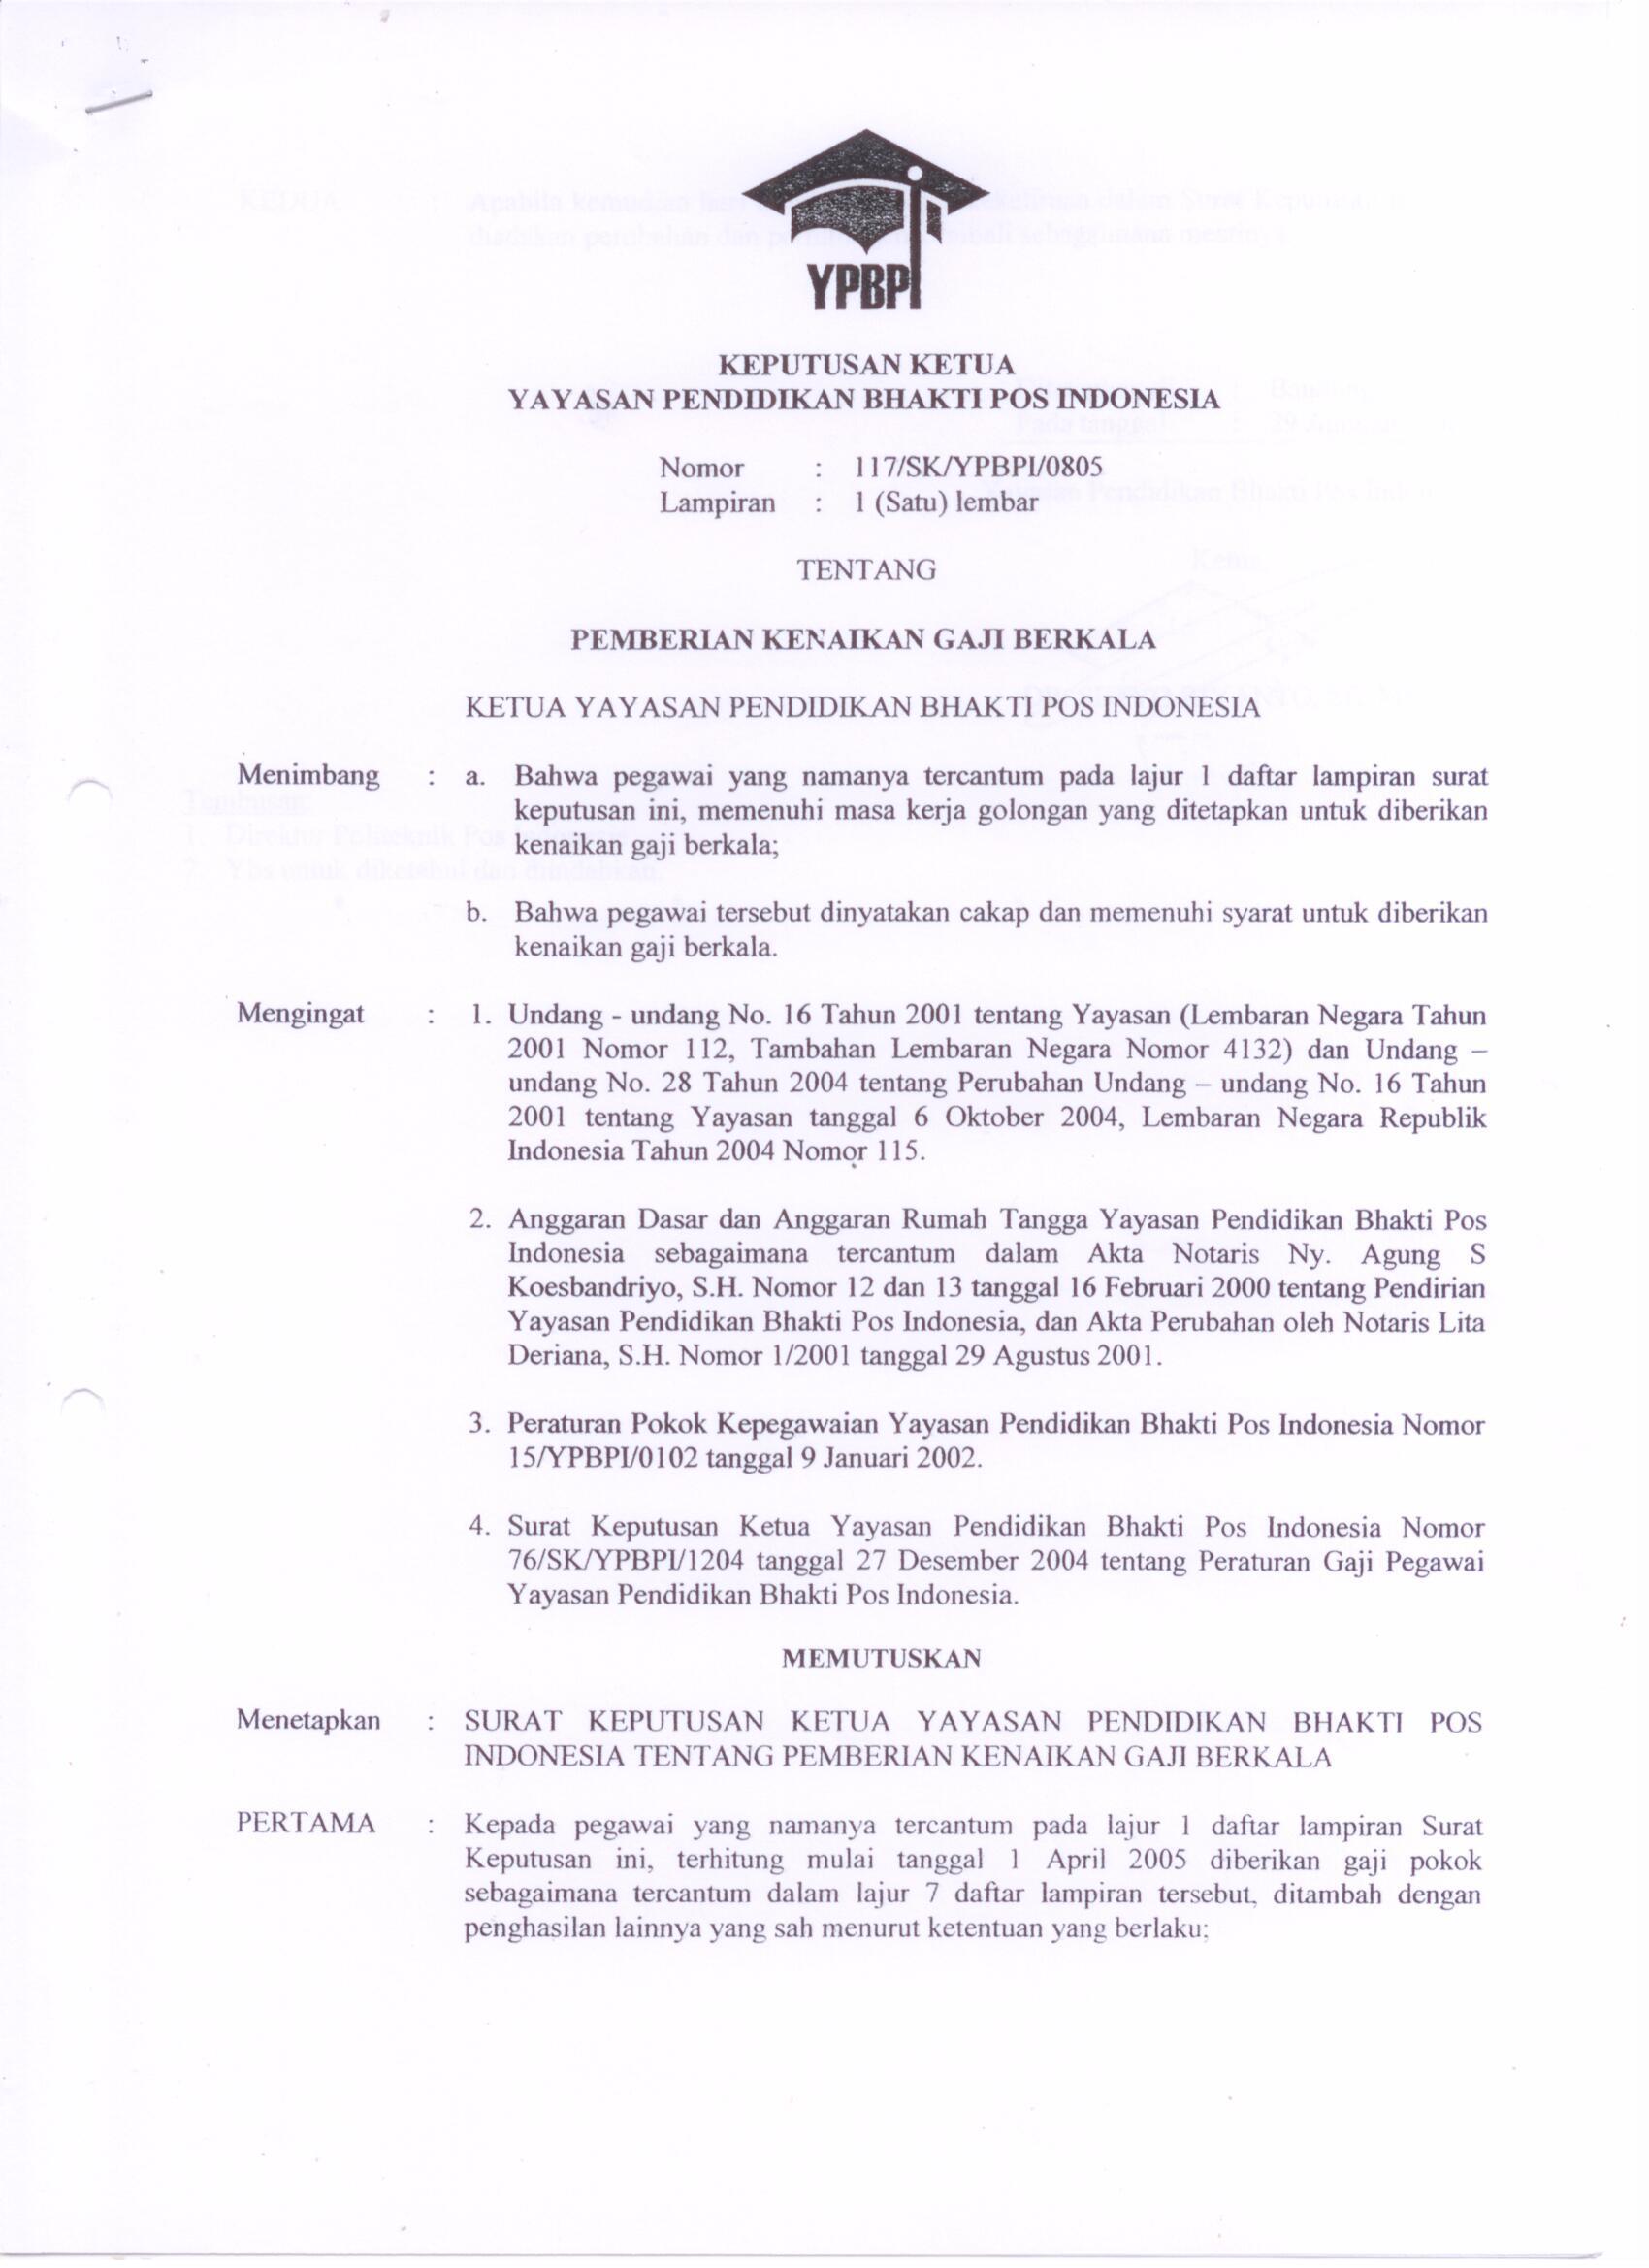 YPBPI
KEPUTUSAN KETUA
YAYASAN PENDIDIKAN BHAKTI POS INDONESIA
Nomor : 117/SK/YPBPI/0805
Lampiran : 1 (Satu) lembar
TENTANG
PEMBERIAN KENAIKAN GAJI BERKALA
KETUA YAYASAN PENDIDIKAN BHAKTI POS INDONESIA
Menimbang : a. Bahwa pegawai yang namanya tercantum pada lajur 1 daftar lampiran surat
keputusan ini, memenuhi masa kerja golongan yang ditetapkan untuk diberikan
kenaikan gaji berkala;
b. Bahwa pegawai tersebut dinyatakan cakap dan memenuhi syarat untuk diberikan
kenaikan gaji berkala.
Mengingat : 1. Undang - undang No. 16 Tahun 2001 tentang Yayasan (Lembaran Negara Tahun
2001 Nomor 112, Tambahan Lembaran Negara Nomor 4132) dan Undang –
undang No. 28 Tahun 2004 tentang Perubahan Undang – undang No. 16 Tahun
2001 tentang Yayasan tanggal 6 Oktober 2004, Lembaran Negara Republik
Indonesia Tahun 2004 Nomor 115.
2. Anggaran Dasar dan Anggaran Rumah Tangga Yayasan Pendidikan Bhakti Pos
Indonesia sebagaimana tercantum dalam Akta Notaris Ny. Agung S
Koesbandriyo, S.H. Nomor 12 dan 13 tanggal 16 Februari 2000 tentang Pendirian
Yayasan Pendidikan Bhakti Pos Indonesia, dan Akta Perubahan oleh Notaris Lita
Deriana, S.H. Nomor 1/2001 tanggal 29 Agustus 2001.
3. Peraturan Pokok Kepegawaian Yayasan Pendidikan Bhakti Pos Indonesia Nomor
15/YPBPI/0102 tanggal 9 Januari 2002.
4. Surat Keputusan Ketua Yayasan Pendidikan Bhakti Pos Indonesia Nomor
76/SK/YPBPI/1204 tanggal 27 Desember 2004 tentang Peraturan Gaji Pegawai
Yayasan Pendidikan Bhakti Pos Indonesia.
MEMUTUSKAN
Menetapkan : SURAT KEPUTUSAN KETUA YAYASAN PENDIDIKAN BHAKTI POS
INDONESIA TENTANG PEMBERIAN KENAIKAN GAJI BERKALA
PERTAMA : Kepada pegawai yang namanya tercantum pada lajur 1 daftar lampiran Surat
Keputusan ini, terhitung mulai tanggal 1 April 2005 diberikan gaji pokok
sebagaimana tercantum dalam lajur 7 daftar lampiran tersebut, ditambah dengan
penghasilan lainnya yang sah menurut ketentuan yang berlaku;